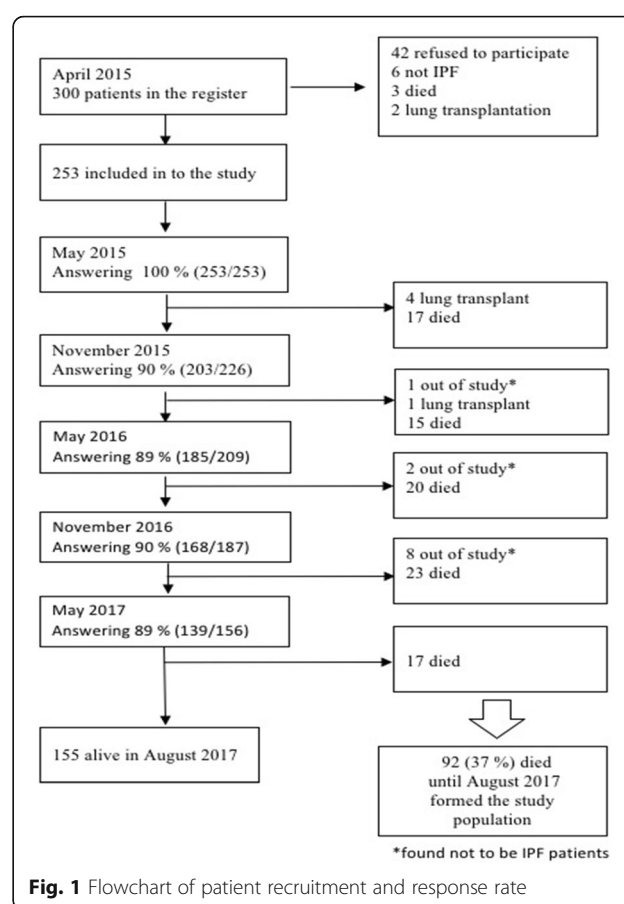 April 2015
300 patients in the register
42 refused to participate
6 not IPF
3 died
2 lung transplantation
253 included in to the study
May 2015
Answering 100 % (253/253)
4 lung transplant
17 died
November 2015
Answering 90 % (203/226)
1 out of study*
1 lung transplant
15 died
May 2016
Answering 89 % (185/209)
2 out of study*
20 died
November 2016
Answering 90 % (168/187)
8 out of study*
23 died
May 2017
Answering 89 % (139/156)
17 died
155 alive in August 2017
92 (37 %) died
until August 2017
formed the study
population
*found not to be IPF patients
Fig. 1 Flowchart of patient recruitment and response rate